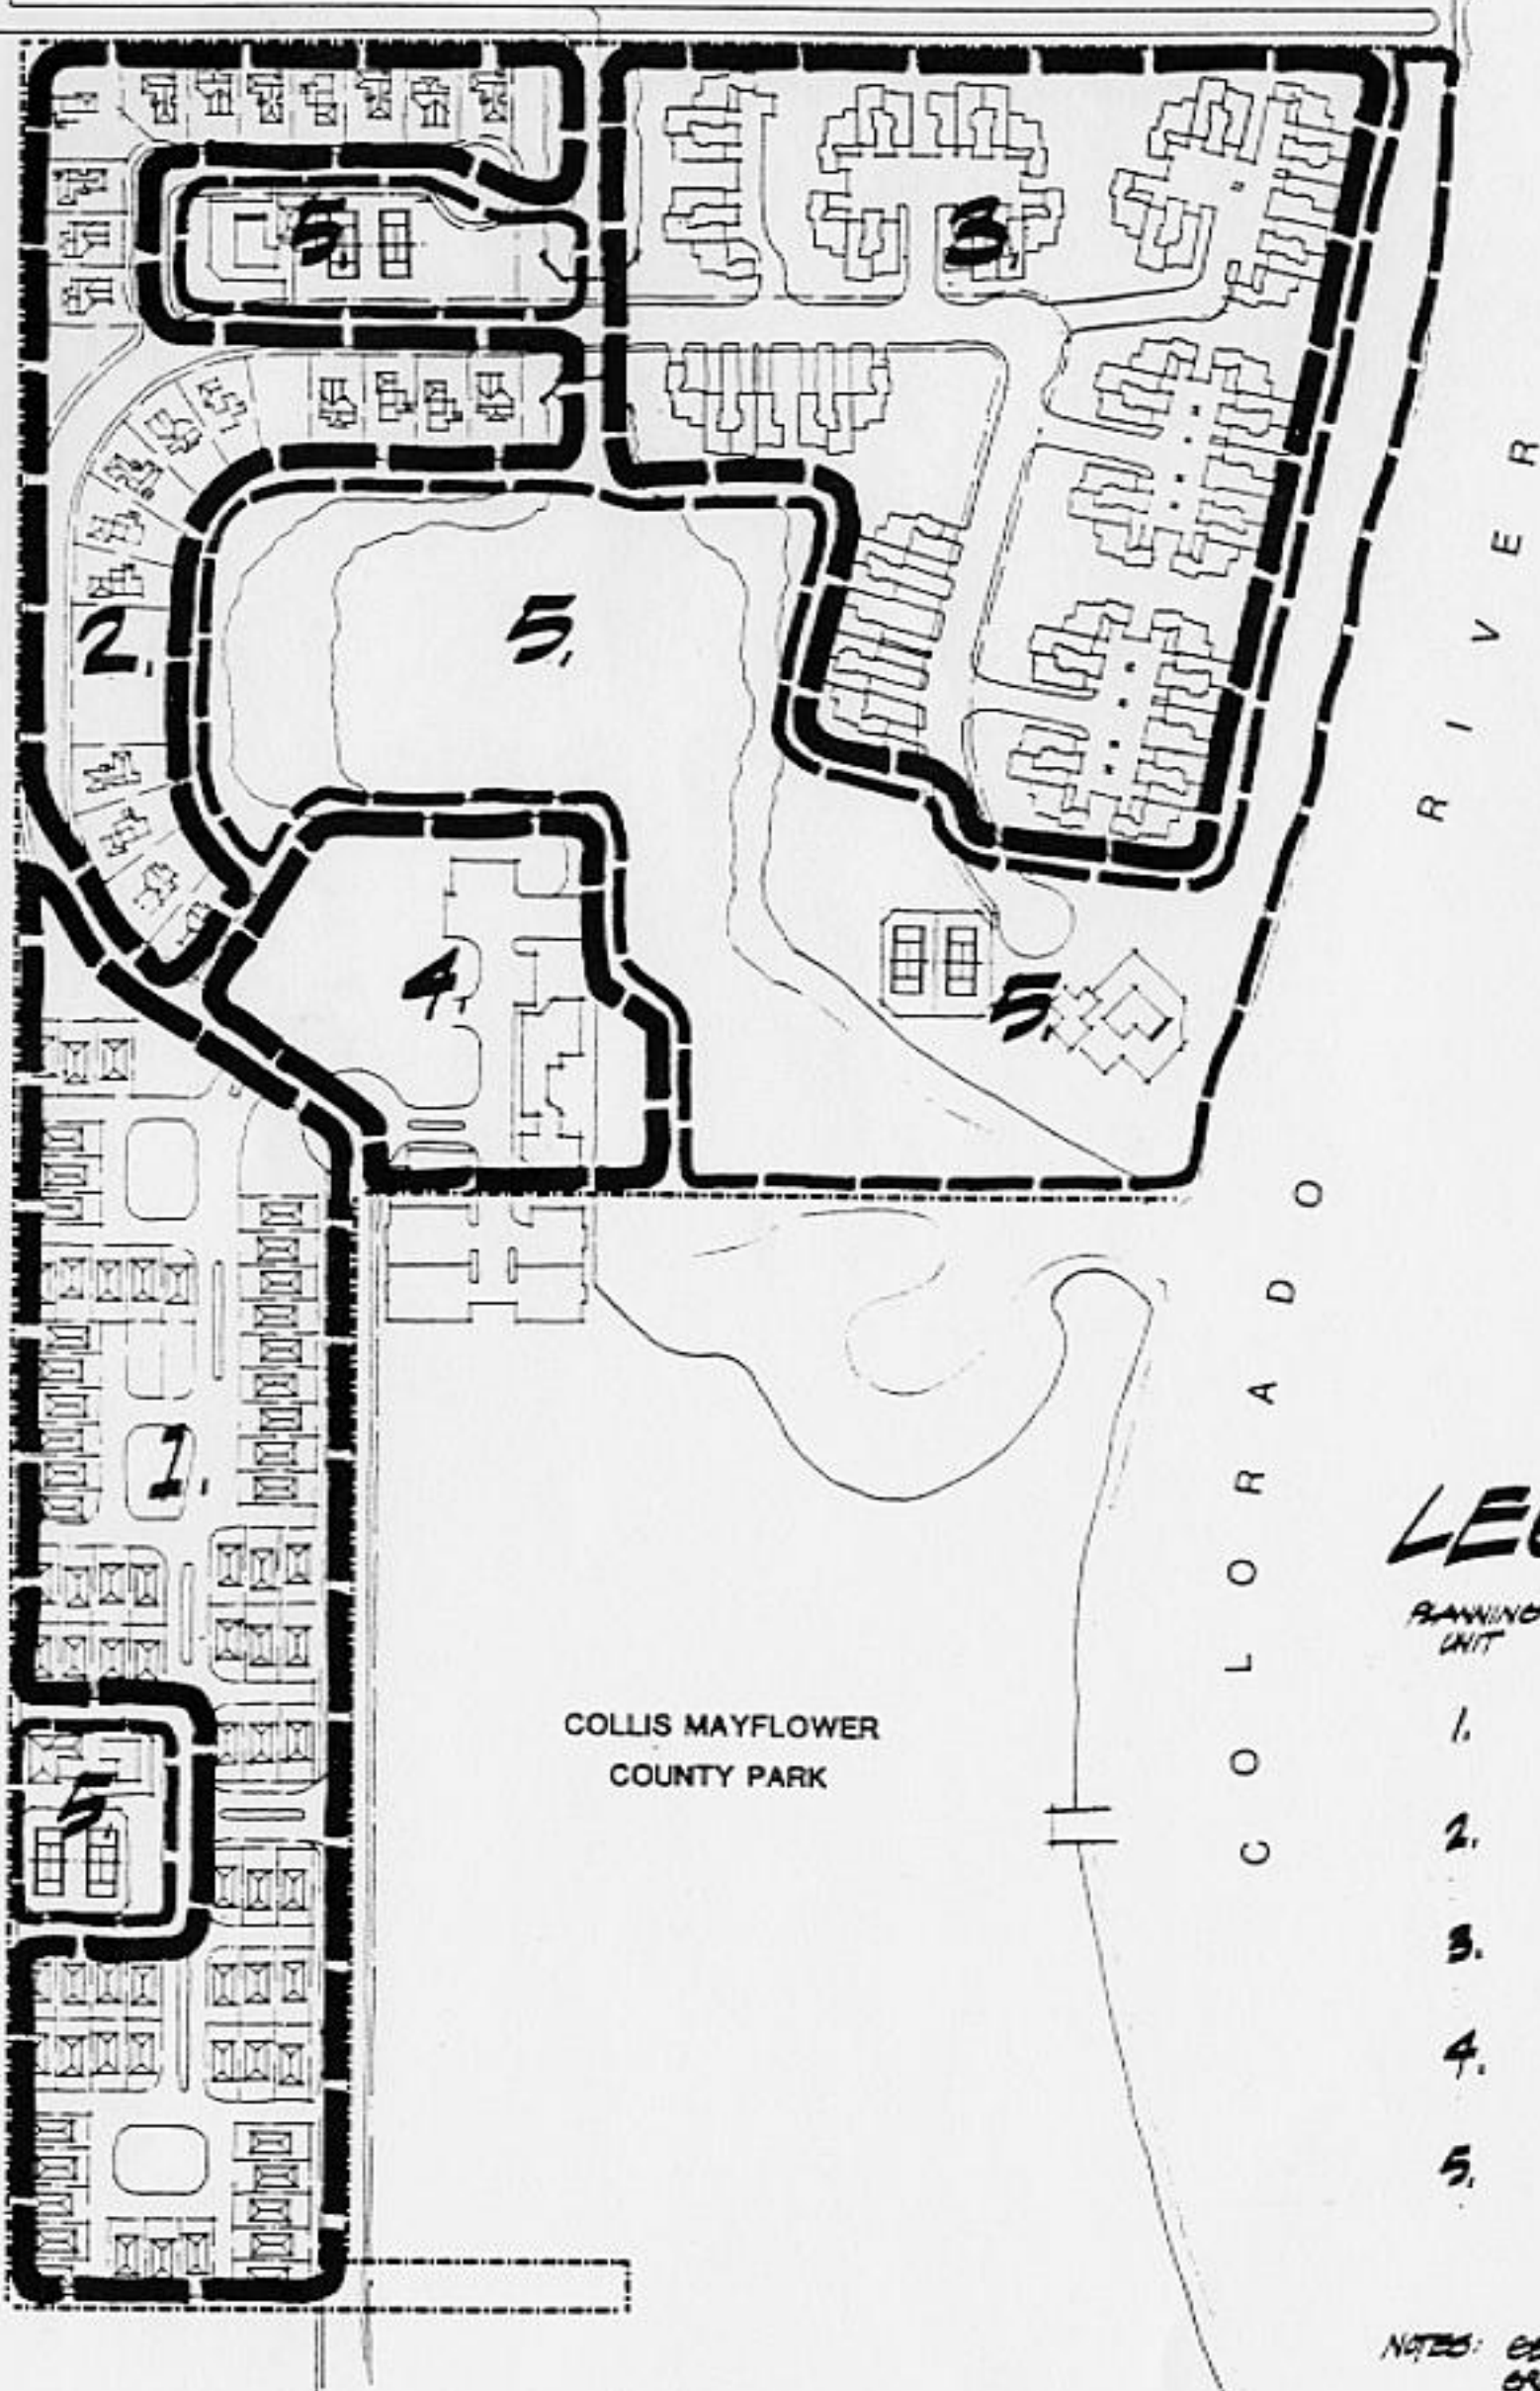 5.
3.
2.
5.
4.
5.
1.
5
COLLIS MAYFLOWER
COUNTY PARK
COLORADO RIVER
PLANNING
UNIT
1.
2.
3.
4.
5.
NOTES: